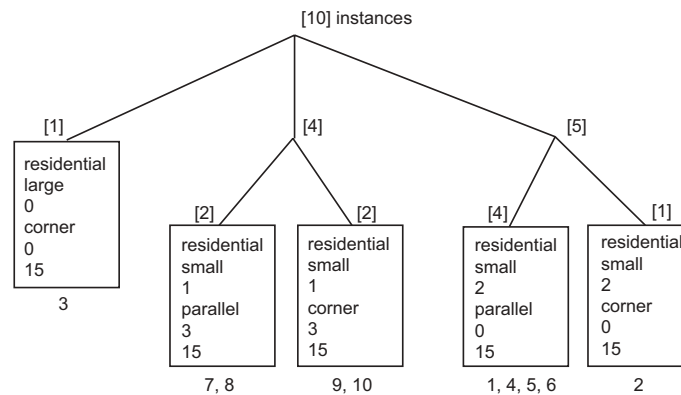 [10] instances
[1]
[4]
[5]
residential
large
0
corner
0
15
3
[2]
residential
small
1
parallel
3
15
7, 8
[2]
residential
small
1
corner
3
15
9, 10
[4]
residential
small
2
parallel
0
15
1, 4, 5, 6
[1]
residential
small
2
corner
0
15
2